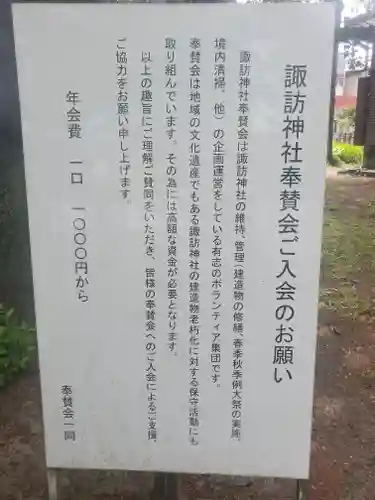 諏訪神社奉賛会ご入会のお願い
諏訪神社奉賛会は諏訪神社の維持、管理（建造物の修繕、春季秋季例大祭の実施、
境内清掃、他）の企画運営をしている有志のボランティア集団です。
奉賛会は地域の文化遺産でもある諏訪神社の建造物老朽化に対する保守活動にも
取り組んでいます。その為には高額な資金が必要となります。
以上の趣旨にご理解ご賛同をいただき、皆様の奉賛会へのご入会によるご支援、
ご協力をお願い申し上げます。
年会費　一口　一〇〇〇円から
奉賛会一同